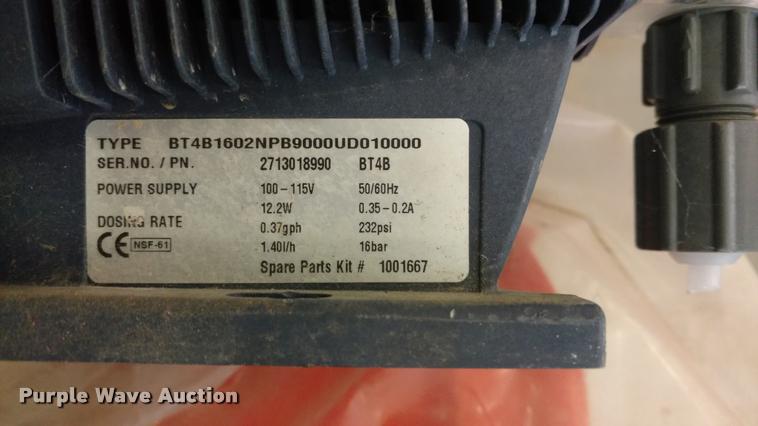 TYPE BT4B1602NPB9000UD010000
SER.NO. / PN. 2713018990 BT4B
POWER SUPPLY 100-115V 50/60Hz
12.2W 0.35-0.2A
DOSING RATE 0.37gph 232psi
CE NSF-61 1.40l/h 16bar
Spare Parts Kit # 1001667
Purple Wave Auction